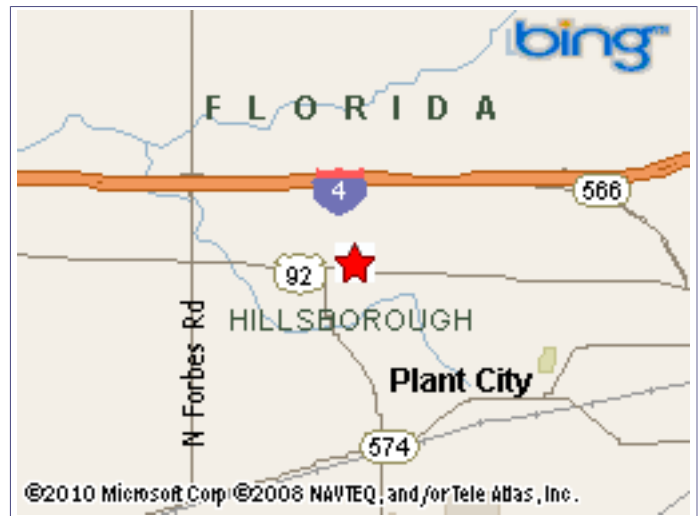 bing
FLORIDA
4
566
92
HILLSBOROUGH
N Forbes Rd
Plant City
574
©2010 Microsoft Corp ©2008 NAVTEQ, and/or Tele Atlas, Inc.